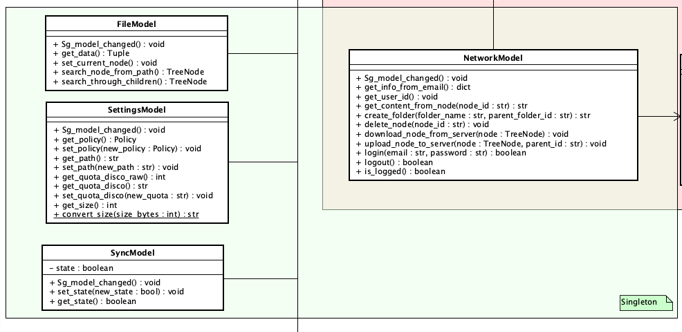 FileModel
+ Sg_model_changed() : void
+ get_data() : Tuple
+ set_current_node() : void
+ search_node_from_path() : TreeNode
+ search_through_children() : TreeNode
SettingsModel
+ Sg_model_changed() : void
+ get_policy() : Policy
+ set_policy(new_policy : Policy) : void
+ get_path() : str
+ set_path(new_path : str) : void
+ get_quota_disco_raw() : int
+ get_quota_disco() : str
+ set_quota_disco(new_quota : str) : void
+ get_size() : int
+ convert_size(size_bytes : int) : str
SyncModel
- state : boolean
+ Sg_model_changed() : void
+ set_state(new_state : bool) : void
+ get_state() : boolean
NetworkModel
+ Sg_model_changed() : void
+ get_info_from_email() : dict
+ get_user_id() : void
+ get_content_from_node(node_id : str) : str
+ create_folder(folder_name : str, parent_folder_id : str) : str
+ delete_node(node_id : str) : void
+ download_node_from_server(node : TreeNode) : void
+ upload_node_to_server(node : TreeNode, parent_id : str) : void
+ login(email : str, password : str) : boolean
+ logout() : boolean
+ is_logged() : boolean
Singleton